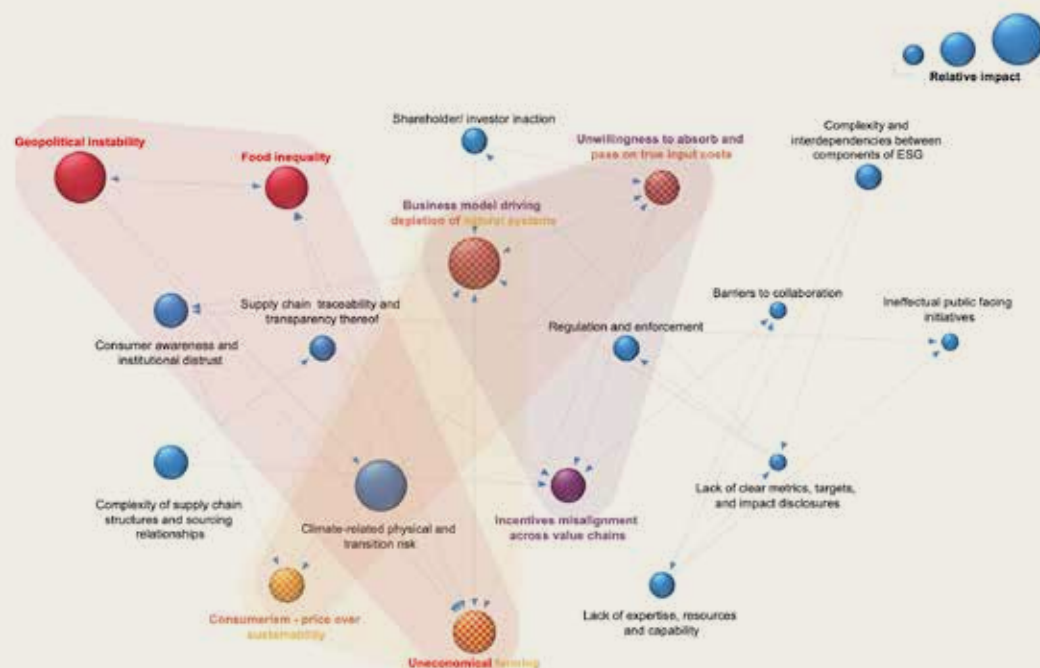 Relative impact
Shareholder/ investor inaction
Geopolitical instability
Food inequality
Unwillingness to absorb and
pass on true input costs
Complexity and
interdependencies between
components of ESG
Business model driving
depletion of natural systems
Supply chain traceability and
transparency thereof
Consumer awareness and
institutional distrust
Regulation and enforcement
Barriers to collaboration
Ineffectual public facing
initiatives
Complexity of supply chain
structures and sourcing
relationships
Climate-related physical and
transition risk
Incentives misalignment
across value chains
Lack of clear metrics, targets,
and impact disclosures
Consumerism - price over
sustainability
Lack of expertise, resources
and capability
Uneconomical farming